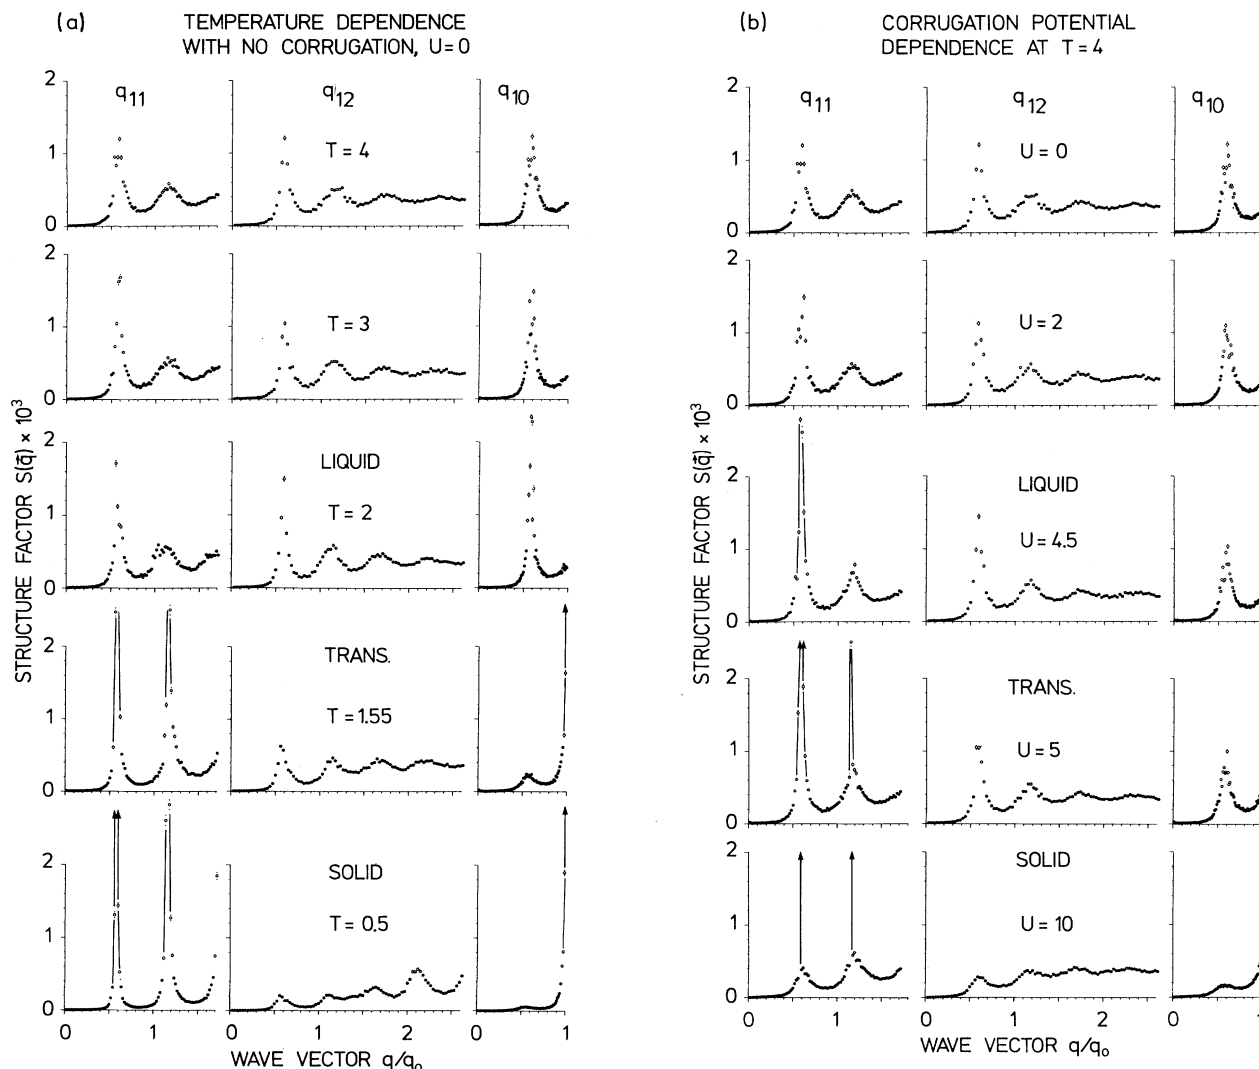 (a) TEMPERATURE DEPENDENCE
WITH NO CORRUGATION, U=0
q11 q12 q10
2
1
0
T = 4
2
1
0
T = 3
2
1
0
LIQUID
T = 2
2
1
0
TRANS.
T = 1.55
2
1
0
SOLID
T = 0.5
0 1 0 1 2 0 1
STRUCTURE FACTOR S(q⃗) × 10³
WAVE VECTOR q/qo
(b) CORRUGATION POTENTIAL
DEPENDENCE AT T = 4
q11 q12 q10
2
1
0
U = 0
2
1
0
U = 2
2
1
0
LIQUID
U = 4.5
2
1
0
TRANS.
U = 5
2
1
0
SOLID
U = 10
0 1 0 1 2 0 1
STRUCTURE FACTOR S(q⃗) × 10³
WAVE VECTOR q/qo